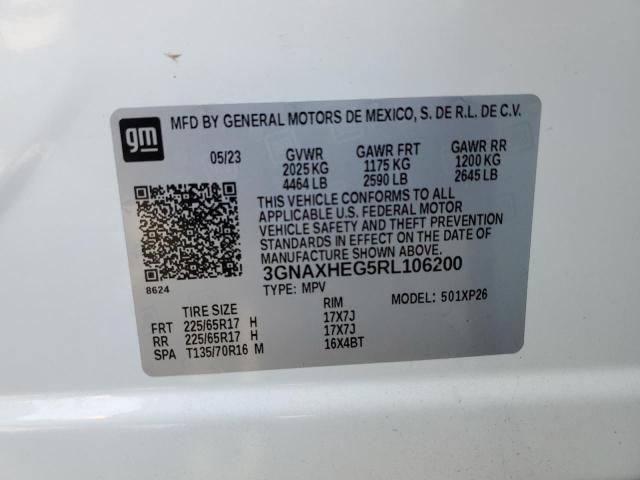 gm
MFD BY GENERAL MOTORS DE MEXICO, S. DE R.L. DE C.V.
05/23 GVWR GAWR FRT GAWR RR
2025 KG 1175 KG 1200 KG
4464 LB 2590 LB 2645 LB
THIS VEHICLE CONFORMS TO ALL
APPLICABLE U.S. FEDERAL MOTOR
VEHICLE SAFETY AND THEFT PREVENTION
STANDARDS IN EFFECT ON THE DATE OF
MANUFACTURE SHOWN ABOVE.
3GNAXHEG5RL106200
8624
TYPE: MPV MODEL: 501XP26
TIRE SIZE RIM
FRT 225/65R17 H 17X7J
RR 225/65R17 H 17X7J
SPA T135/70R16 M 16X4BT